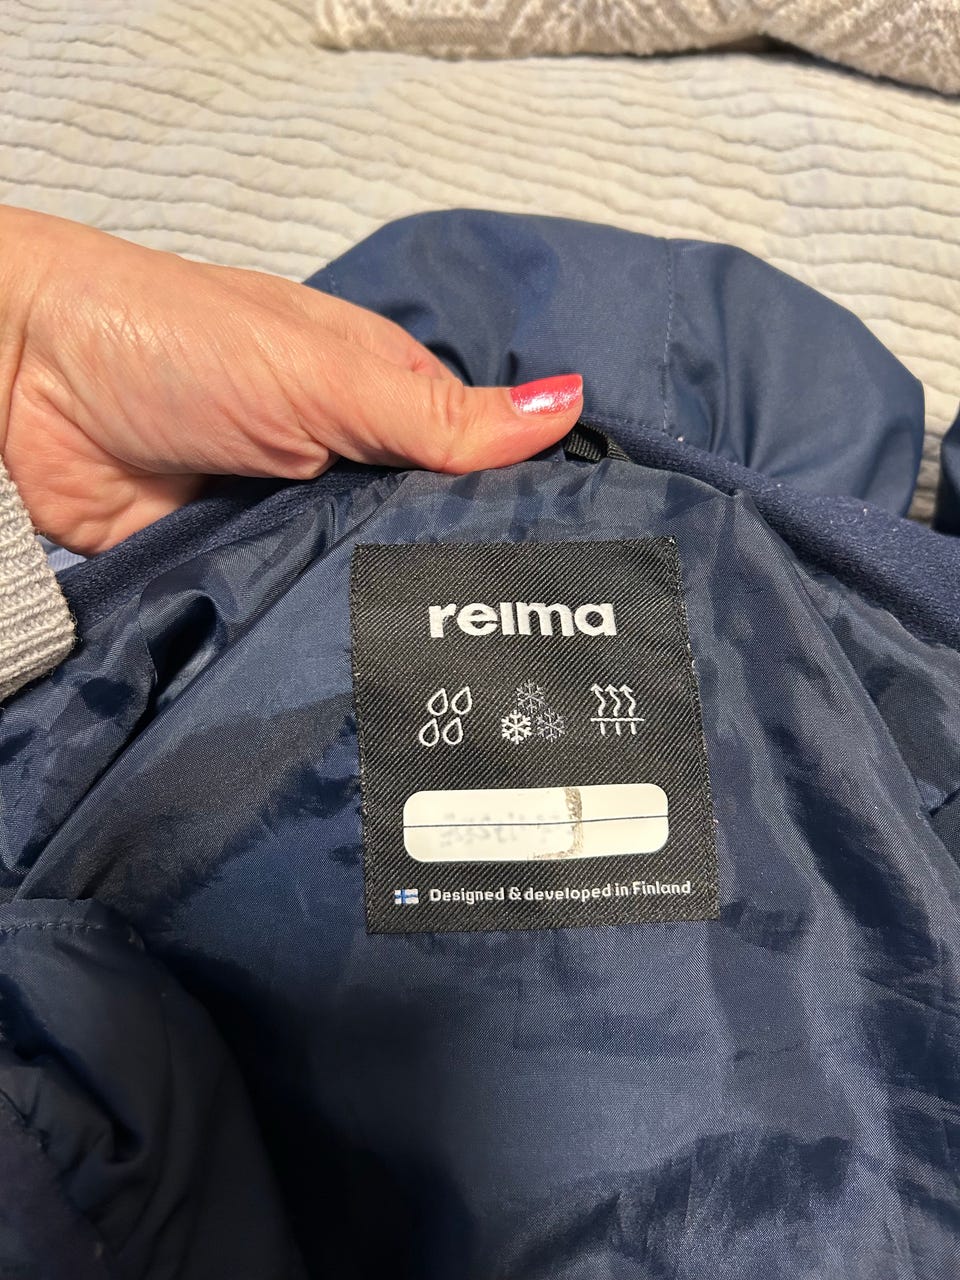 reima
Designed & developed in Finland